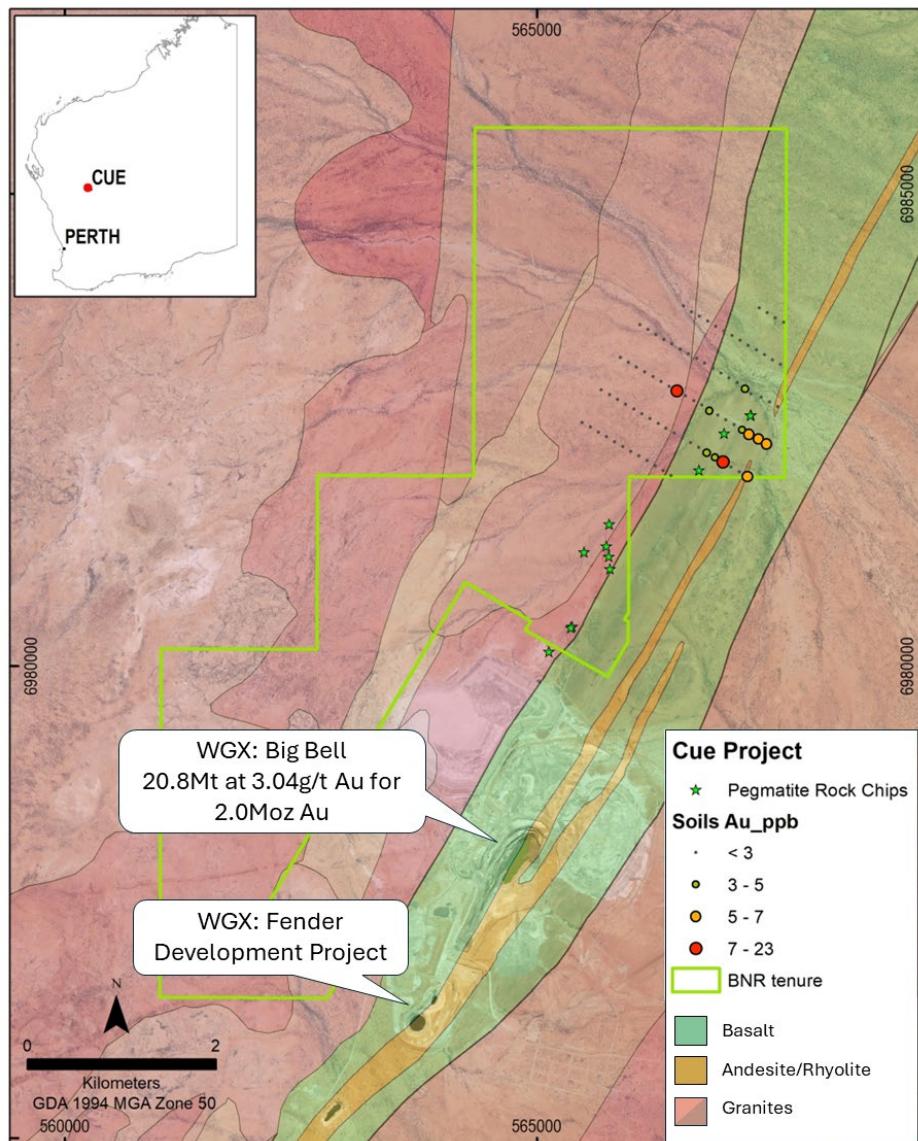 565000
CUE
PERTH
6985000
6980000
6980000
WGX: Big Bell
20.8Mt at 3.04g/t Au for
2.0Moz Au
WGX: Fender
Development Project
Cue Project
Pegmatite Rock Chips
Soils Au_ppb
< 3
3 - 5
5 - 7
7 - 23
BNR tenure
Basalt
Andesite/Rhyolite
Granites
N
0
2
Kilometers
GDA 1994 MGA Zone 50
560000
565000